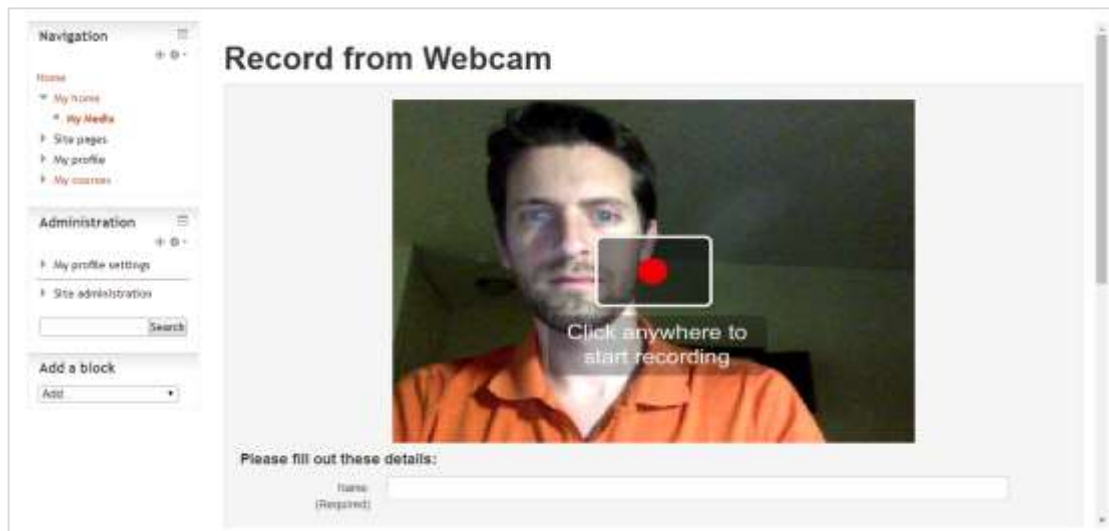 Navigation
Record from Webcam
Home
My home
My Media
Site pages
My profile
My courses
Administration
My profile settings
Site administration
Search
Click anywhere to
start recording
Add a block
Add...
Please fill out these details:
Name
(Required)